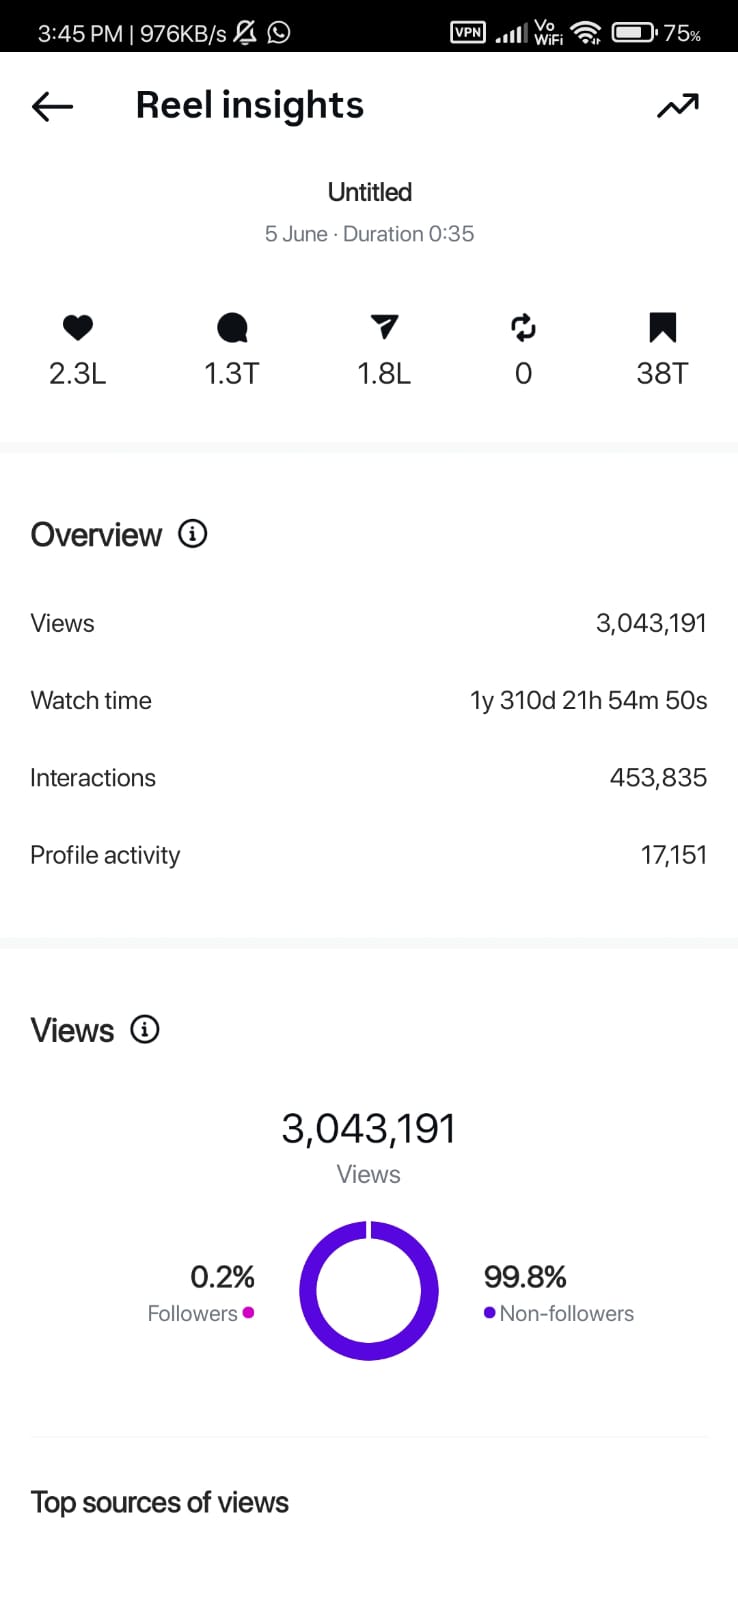 3:45 PM | 976KB/s VPN Vo WiFi 75%
Reel insights
Untitled
5 June · Duration 0:35
2.3L 1.3T 1.8L 0 38T
Overview
Views 3,043,191
Watch time 1y 310d 21h 54m 50s
Interactions 453,835
Profile activity 17,151
Views
3,043,191
Views
0.2% 99.8%
Followers Non-followers
Top sources of views